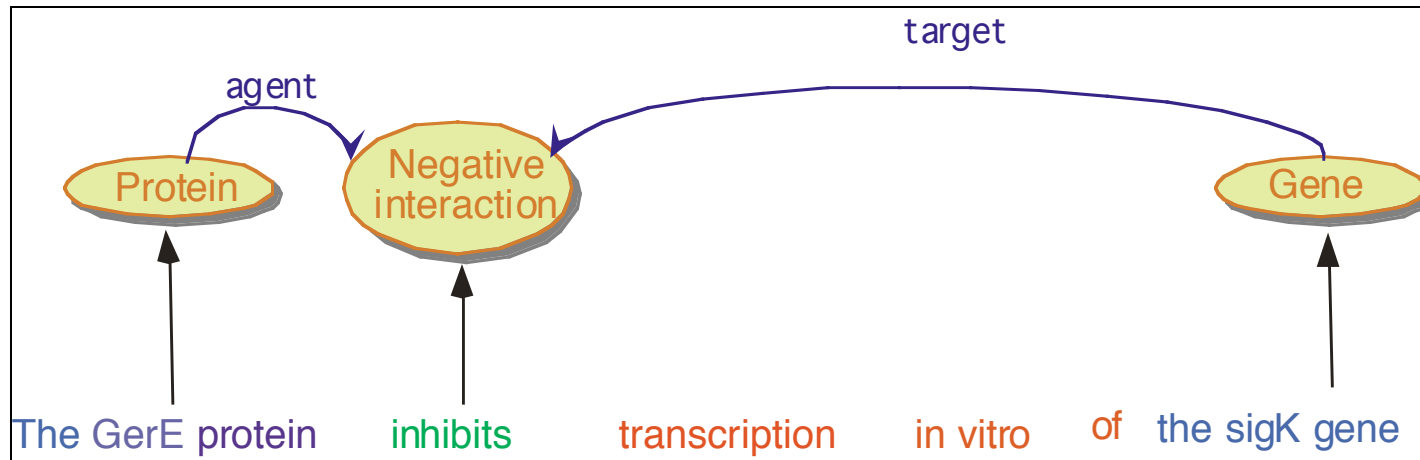 target
agent
Protein
Negative
interaction
Gene
The GerE protein inhibits transcription in vitro of the sigK gene